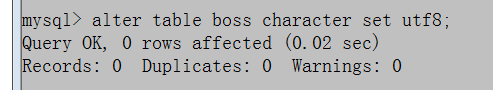 mysql> alter table boss character set utf8;
Query OK, 0 rows affected (0.02 sec)
Records: 0  Duplicates: 0  Warnings: 0